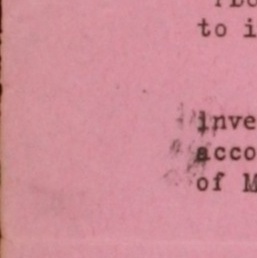 to i
inve
acco
of M